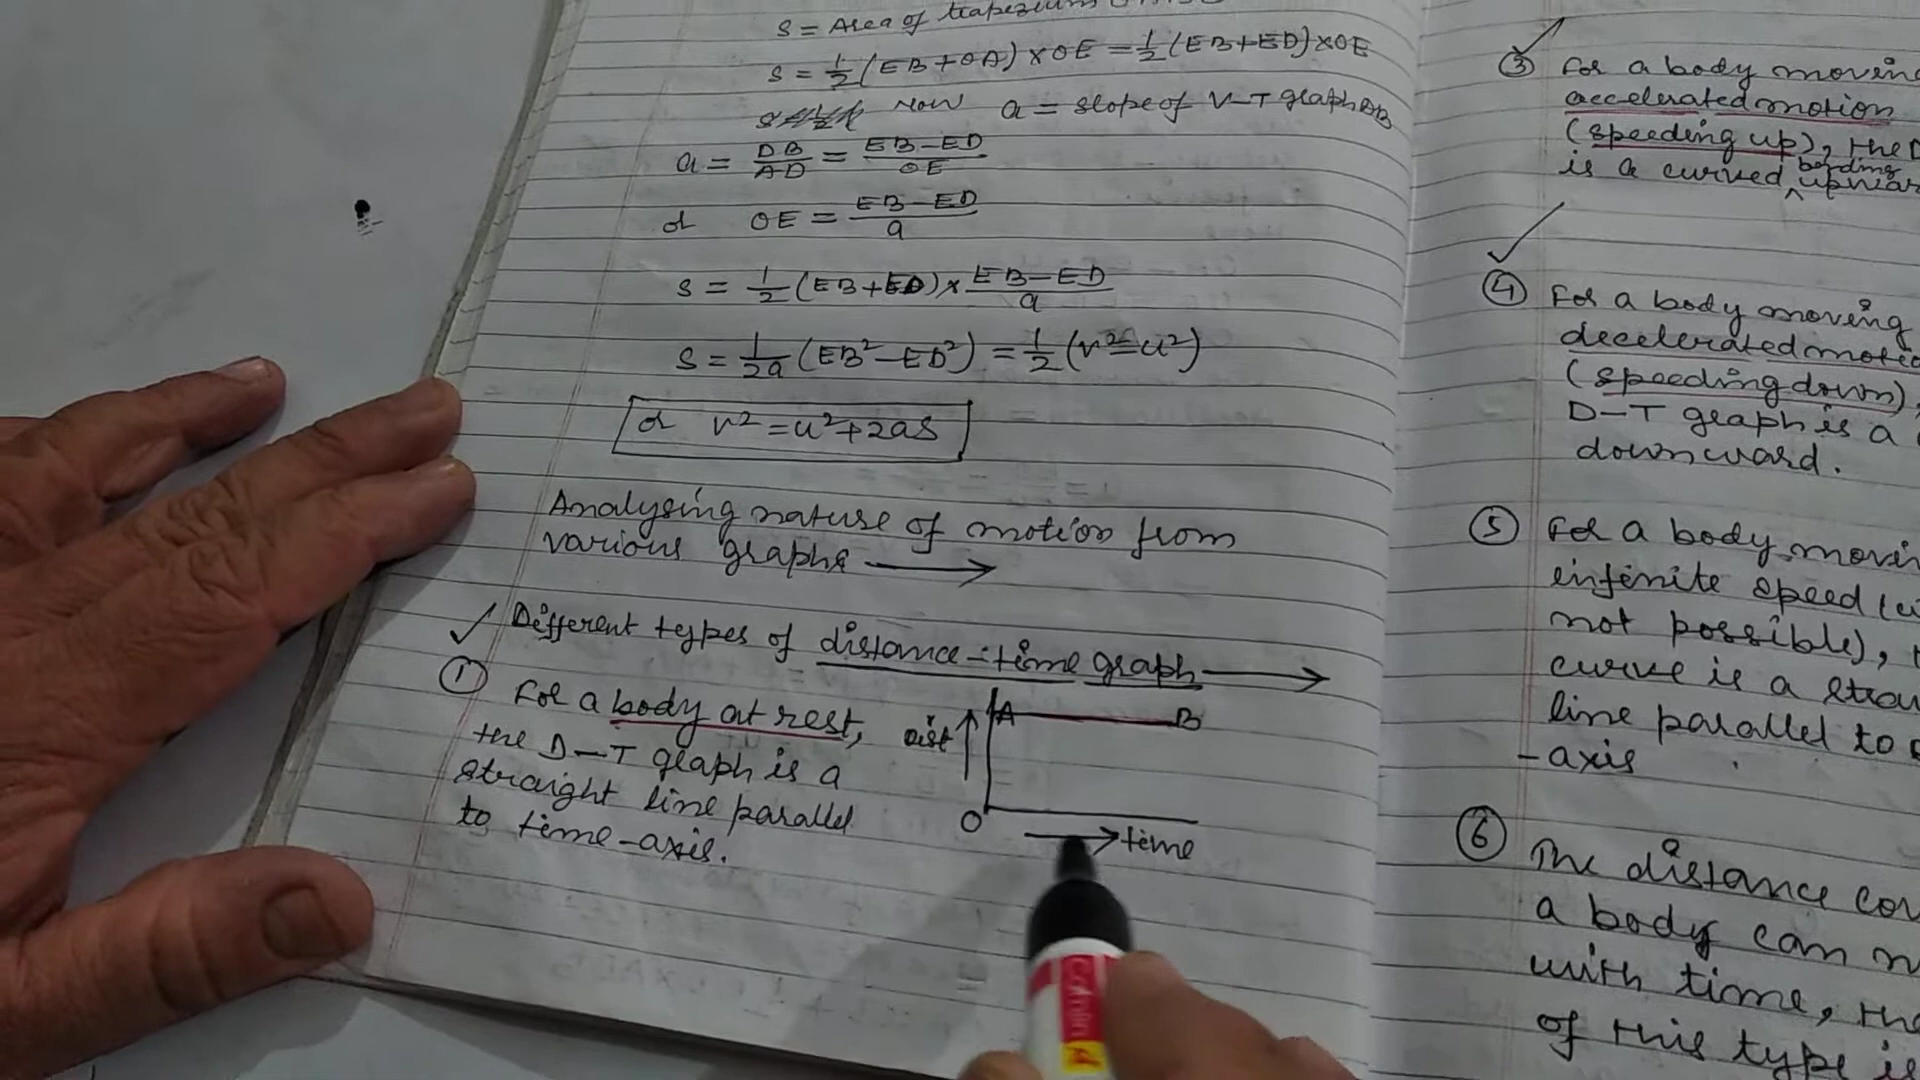 S = Area of trapezium
S = 1/2 (EB + OA) × OE = 1/2 (EB + ED) × OE
Now a = slope of V-T graph AB
a = DB/AD = EB - ED/OE
or OE = EB - ED/a
S = 1/2 (EB + ED) × EB - ED/a
S = 1/2a (EB² - ED²) = 1/2 (v² - u²)
or v² = u² + 2aS
Analysing nature of motion from
various graphs →
✓ Different types of distance-time graph →
① For a body at rest,
the D-T graph is a
straight line parallel
to time-axis.
A B
dist
O
→ time
③ For a body moving
accelerated motion
(speeding up), the D
is a curved bending upwar
④ For a body moving
decelerated motio
(speeding down),
D-T graph is a
downward.
⑤ For a body movin
infinite speed (
not possible),
curve is a stra
line parallel to
-axis
⑥ The distance cov
a body can n
with time, the
of this type is